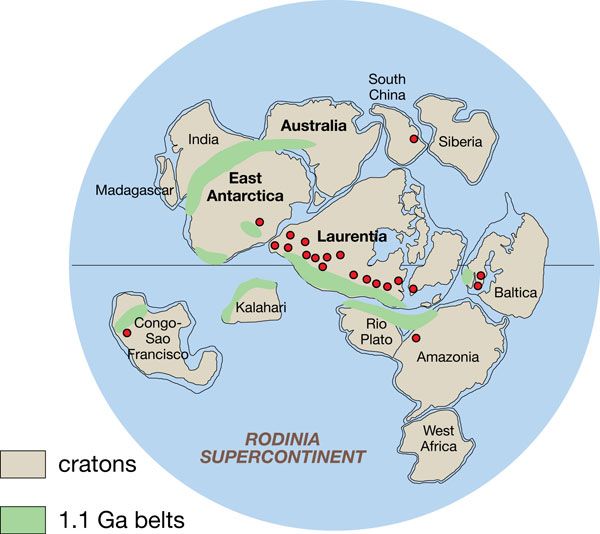 South
China
Australia
India
Siberia
Madagascar
East
Antarctica
Laurentia
Baltica
Kalahari
Congo-
Sao
Francisco
Rio
Plato
Amazonia
West
Africa
RODINIA
SUPERCONTINENT
cratons
1.1 Ga belts